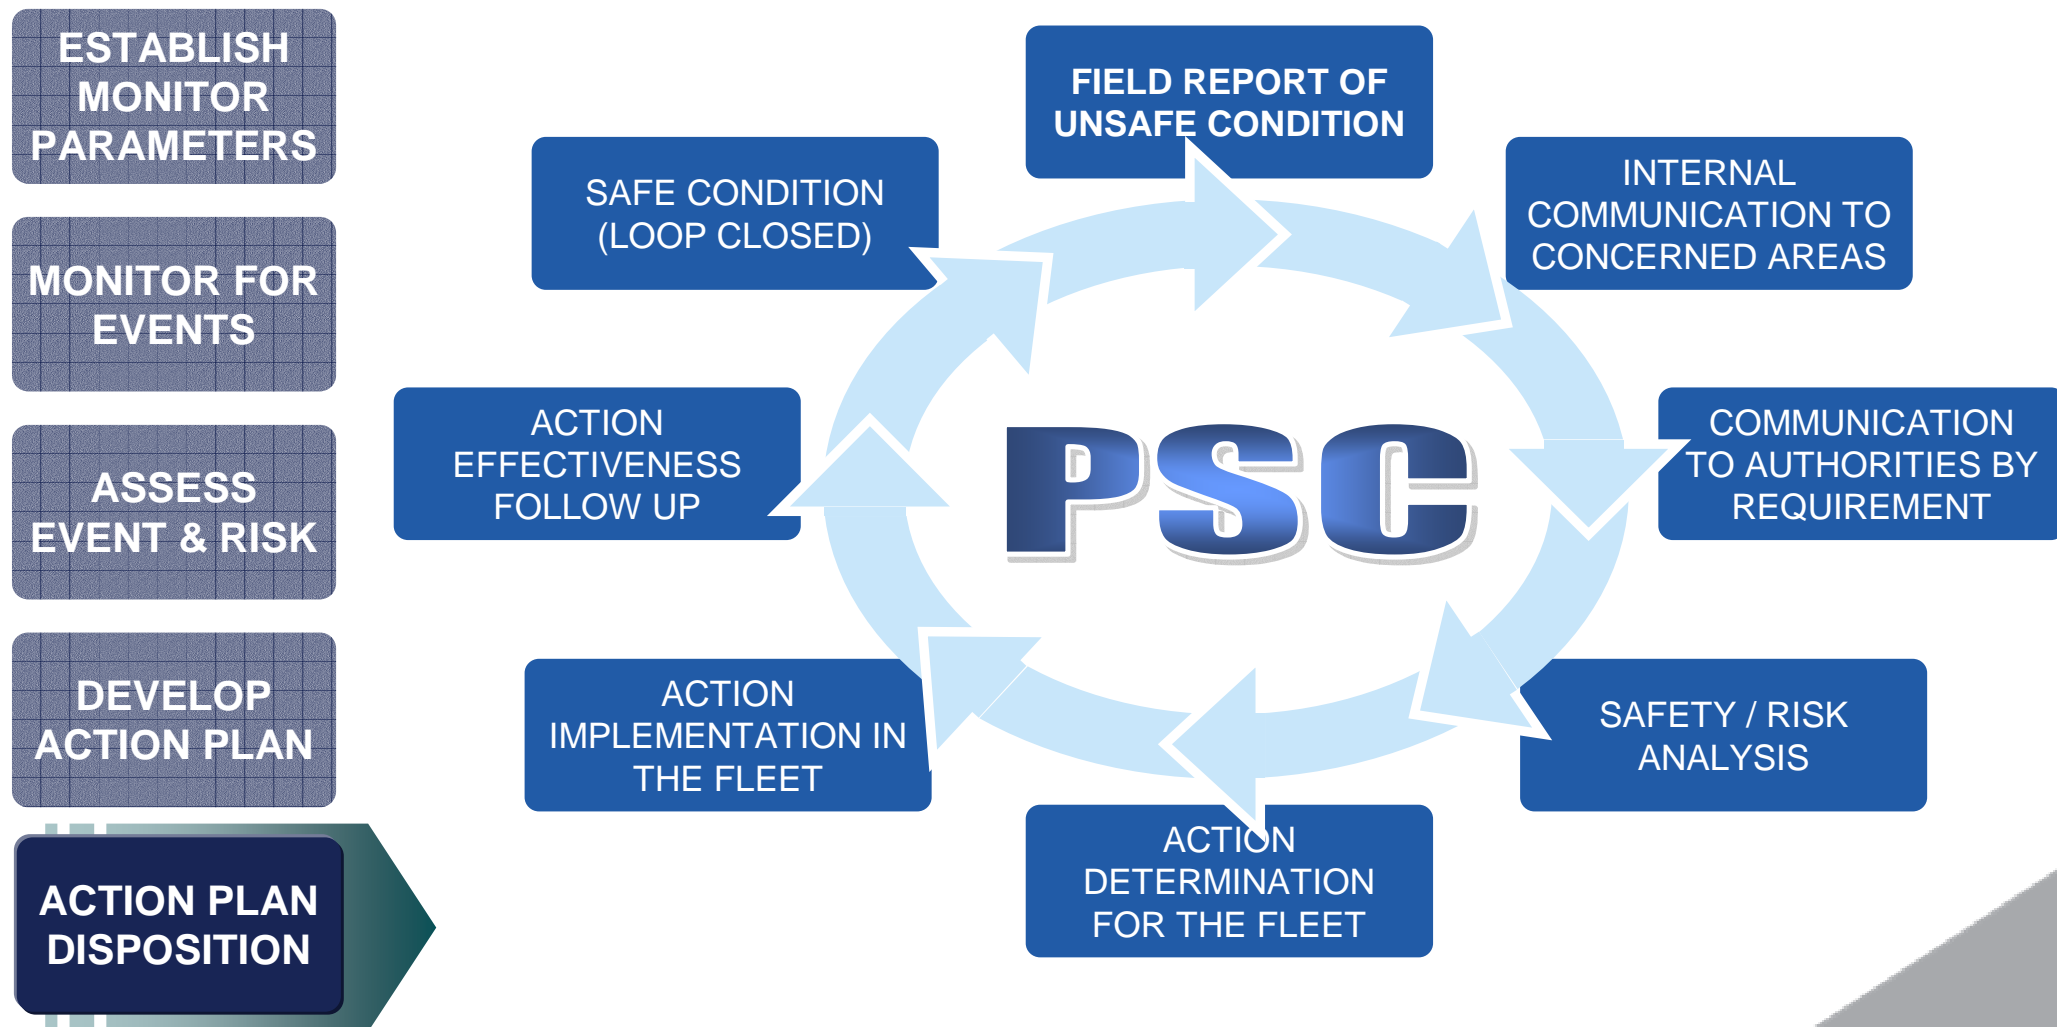 ESTABLISH
MONITOR
PARAMETERS
MONITOR FOR
EVENTS
ASSESS
EVENT & RISK
DEVELOP
ACTION PLAN
ACTION PLAN
DISPOSITION
FIELD REPORT OF
UNSAFE CONDITION
INTERNAL
COMMUNICATION TO
CONCERNED AREAS
COMMUNICATION
TO AUTHORITIES BY
REQUIREMENT
SAFETY / RISK
ANALYSIS
ACTION
DETERMINATION
FOR THE FLEET
ACTION
IMPLEMENTATION IN
THE FLEET
ACTION
EFFECTIVENESS
FOLLOW UP
SAFE CONDITION
(LOOP CLOSED)
PSC